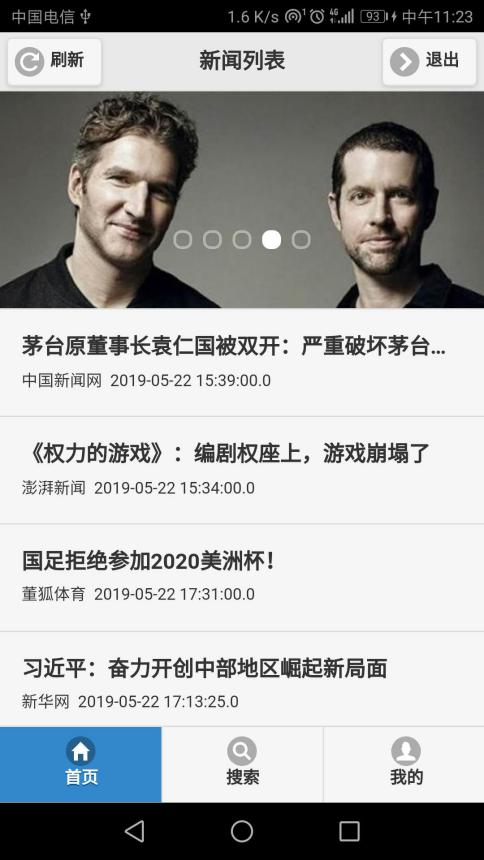 中国电信 1.6 K/s 1 4G 93 中午11:23
刷新 新闻列表 退出
茅台原董事长袁仁国被双开：严重破坏茅台...
中国新闻网 2019-05-22 15:39:00.0
《权力的游戏》：编剧权座上，游戏崩塌了
澎湃新闻 2019-05-22 15:34:00.0
国足拒绝参加2020美洲杯！
董狐体育 2019-05-22 17:31:00.0
习近平：奋力开创中部地区崛起新局面
新华网 2019-05-22 17:13:25.0
首页 搜索 我的